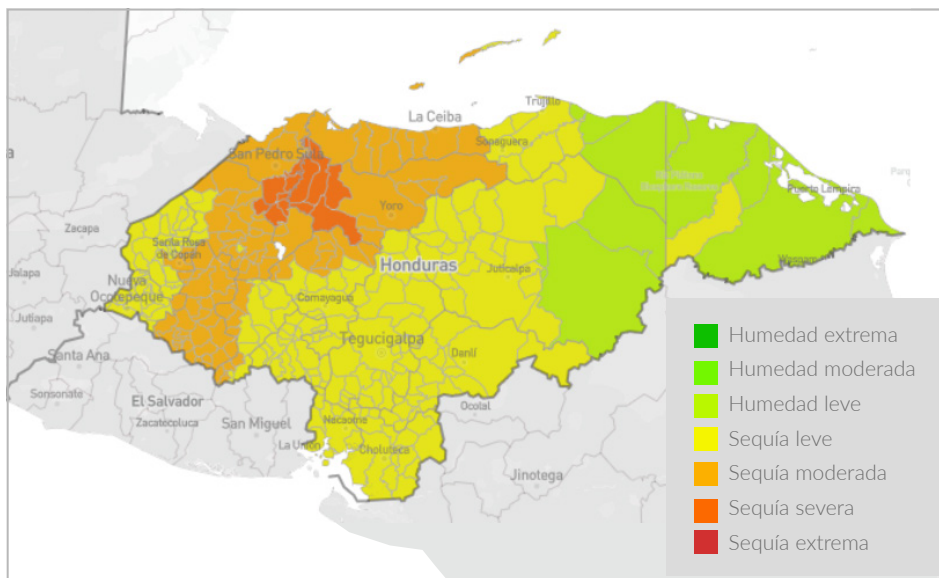 La Ceiba
Trujillo
Sonaguera
San Pedro Sula
Puerto Lempira
Yoro
Zacapa
Santa Rosa
de Copán
Honduras
Juticalpa
Jalapa
Nueva
Ocotepeque
Comayagua
Jutiapa
Tegucigalpa
Santa Ana
Danlí
Sonsonate
El Salvador
Zacatecoluca
San Miguel
La Unión
Nacaome
Ocotal
Choluteca
Jinotega
Humedad extrema
Humedad moderada
Humedad leve
Sequía leve
Sequía moderada
Sequía severa
Sequía extrema